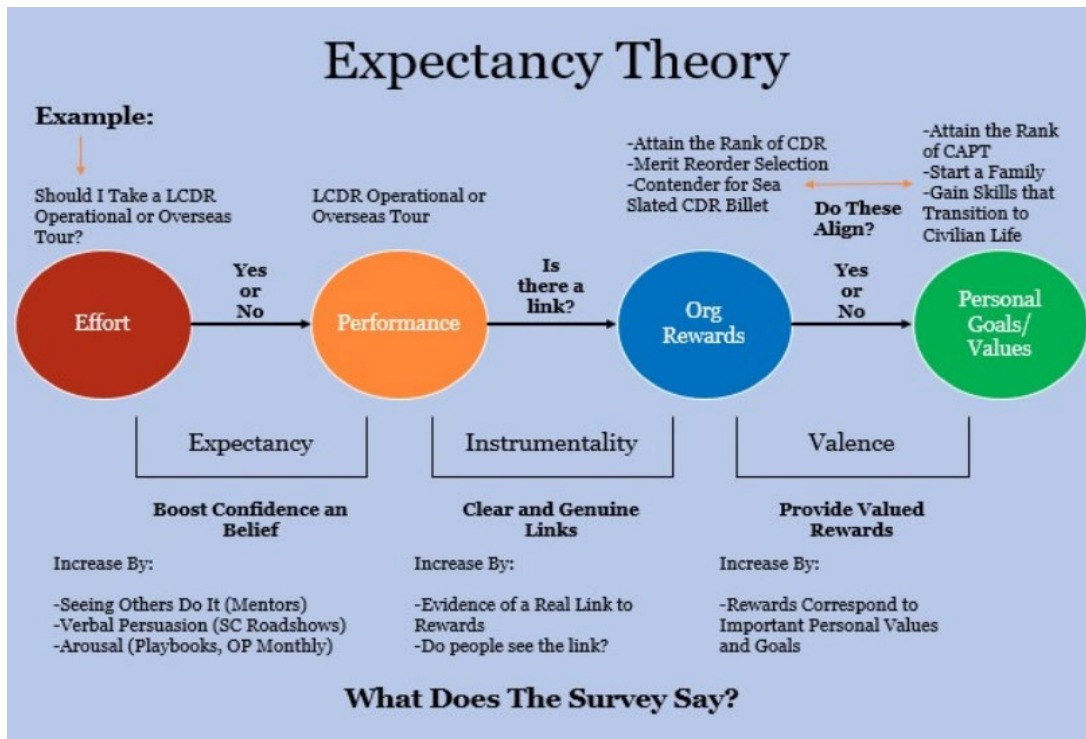 Expectancy Theory
Example:
Should I Take a LCDR
Operational or Overseas
Tour?
LCDR Operational or
Overseas Tour
-Attain the Rank of CDR
-Merit Reorder Selection
-Contender for Sea
Slated CDR Billet
Do These
Align?
-Attain the Rank
of CAPT
-Start a Family
-Gain Skills that
Transition to
Civilian Life
Effort
Yes
or
No
Performance
Is
there a
link?
Org
Rewards
Yes
or
No
Personal
Goals/
Values
Expectancy
Instrumentality
Valence
Boost Confidence an
Belief
Increase By:
-Seeing Others Do It (Mentors)
-Verbal Persuasion (SC Roadshows)
-Arousal (Playbooks, OP Monthly)
Clear and Genuine
Links
Increase By:
-Evidence of a Real Link to
Rewards
-Do people see the link?
Provide Valued
Rewards
Increase By:
-Rewards Correspond to
Important Personal Values
and Goals
What Does The Survey Say?